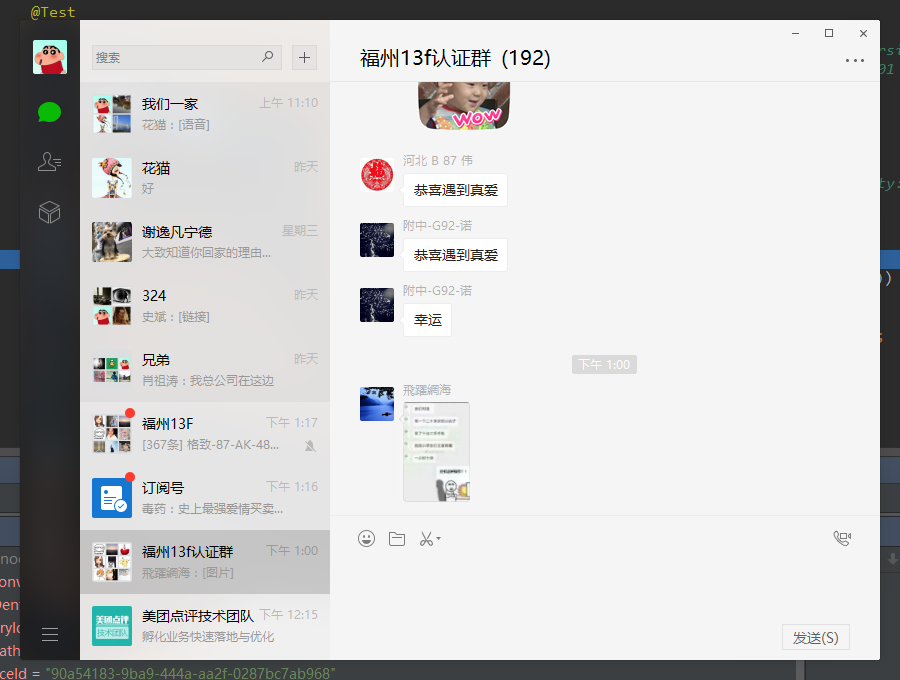 @Test
搜索
福州13f认证群 (192)
我们一家
上午 11:10
花猫：[语音]
花猫
昨天
好
谢逸凡宁德
星期三
大致知道你回家的理由...
324
昨天
史斌：[链接]
兄弟
昨天
肖祖涛：我总公司在这边
福州13F
下午 1:17
[367条] 格致-87-AK-48...
订阅号
下午 1:16
毒药：史上最强爱情买卖...
福州13f认证群
下午 1:00
飛躍網海：[图片]
美团点评技术团队
下午 12:15
孵化业务快速落地与优化
美团点评
技术团队
WOW
河北 B 87 伟
恭喜遇到真爱
附中-G92-诺
恭喜遇到真爱
附中-G92-诺
幸运
下午 1:00
飛躍網海
发送(S)
ceId = "90a54183-9ba9-444a-aa2f-0287bc7ab968"